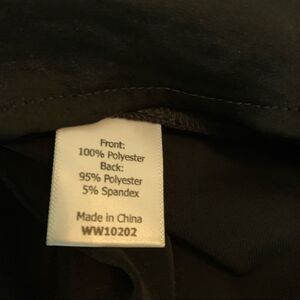 Front:
100% Polyester
Back:
95% Polyester
5% Spandex
Made in China
WW10202